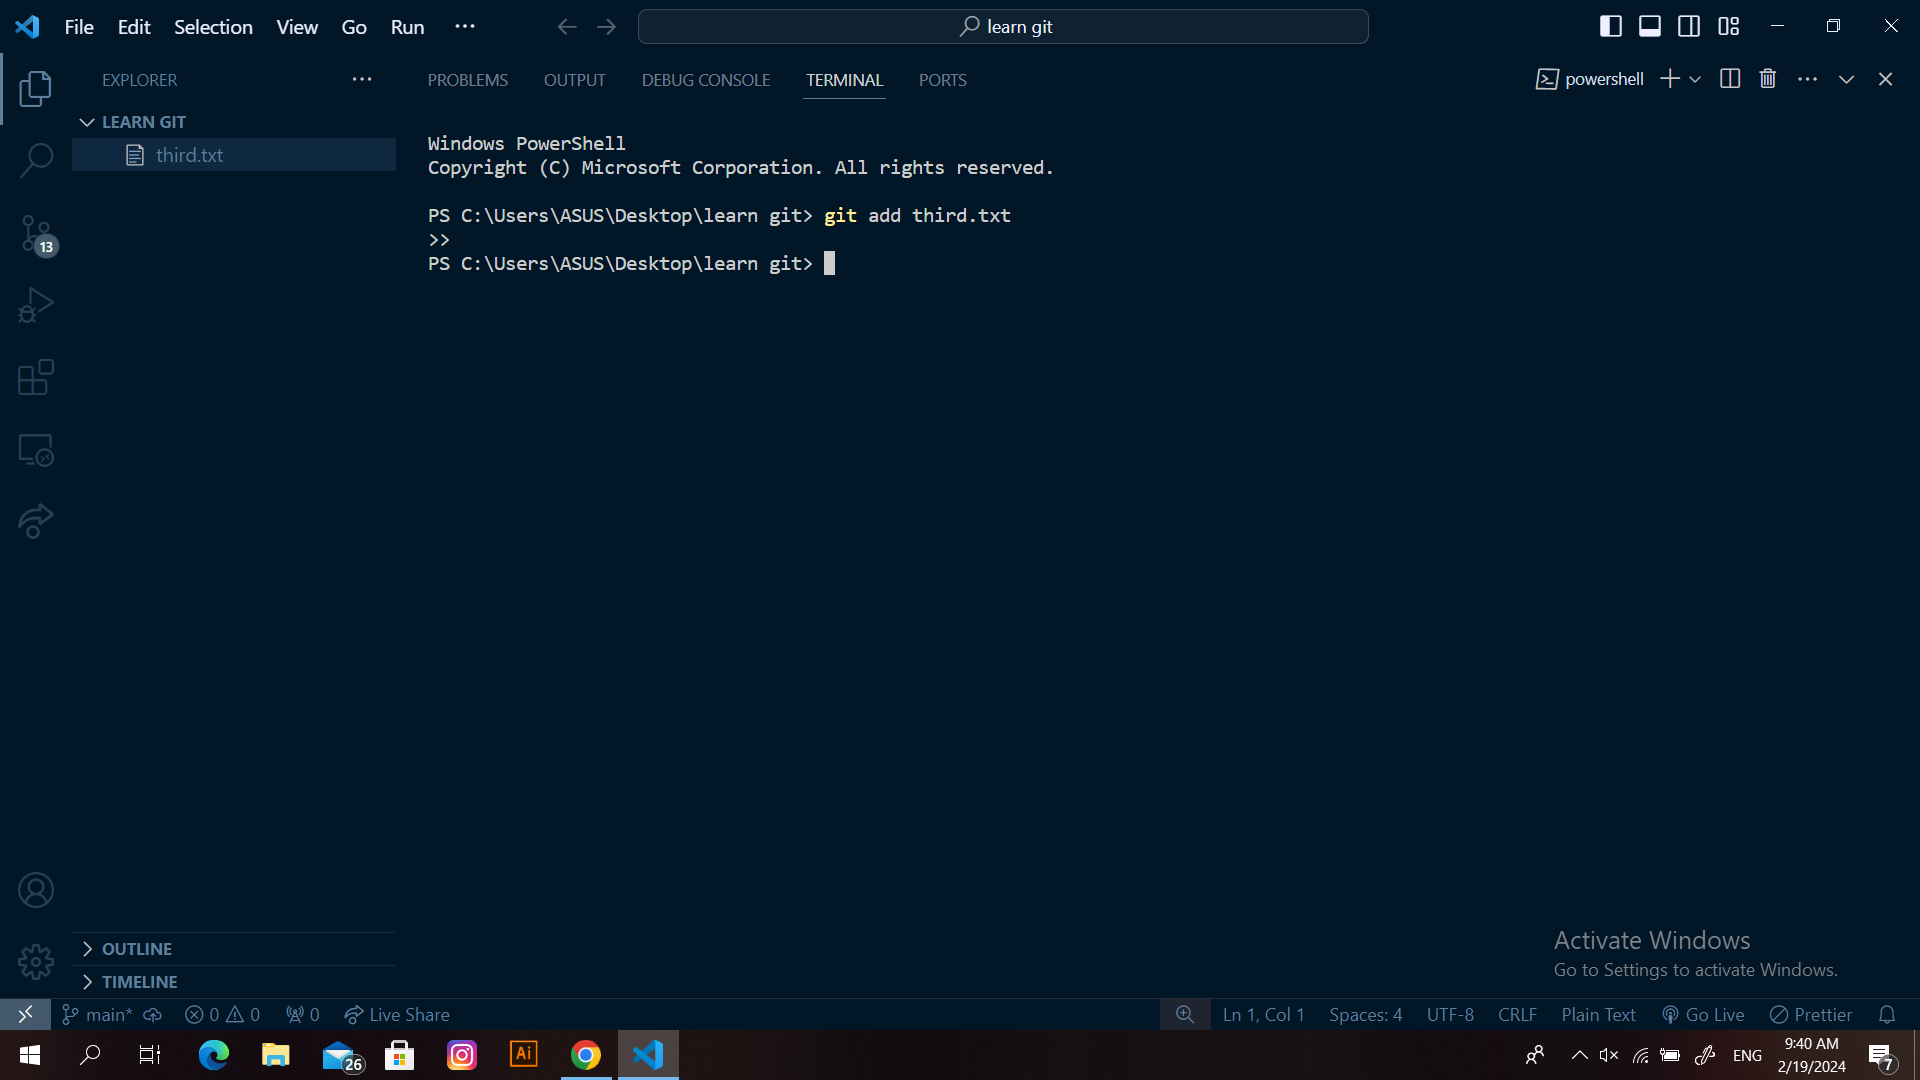 File Edit Selection View Go Run ···
learn git
EXPLORER ···
PROBLEMS OUTPUT DEBUG CONSOLE TERMINAL PORTS
powershell
LEARN GIT
third.txt
13
Windows PowerShell
Copyright (C) Microsoft Corporation. All rights reserved.
PS C:\Users\ASUS\Desktop\learn git> git add third.txt
>>
PS C:\Users\ASUS\Desktop\learn git>
OUTLINE
TIMELINE
Activate Windows
Go to Settings to activate Windows.
main* 0 0 0 Live Share
Ln 1, Col 1 Spaces: 4 UTF-8 CRLF Plain Text Go Live Prettier
26
Ai
ENG
9:40 AM
2/19/2024
7